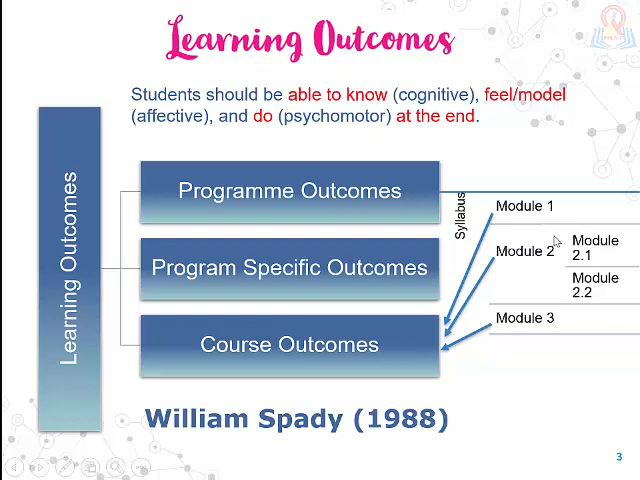 Learning Outcomes
Students should be able to know (cognitive), feel/model
(affective), and do (psychomotor) at the end.
Learning Outcomes
Programme Outcomes
Program Specific Outcomes
Course Outcomes
Syllabus
Module 1
Module 2
Module
2.1
Module
2.2
Module 3
William Spady (1988)
3